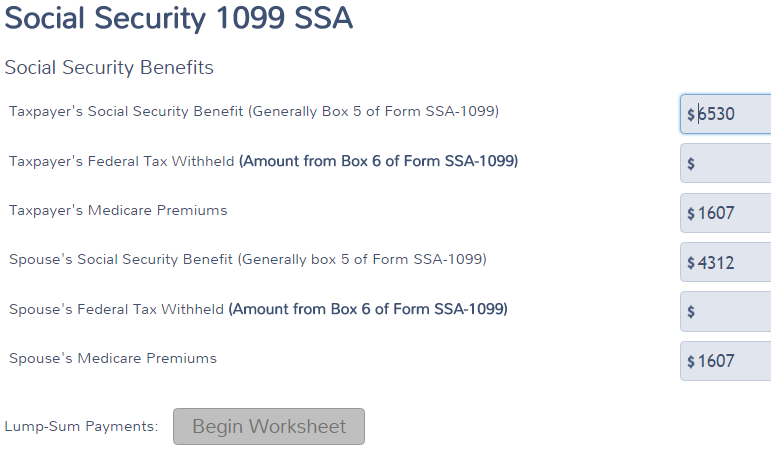 Social Security 1099 SSA
Social Security Benefits
Taxpayer's Social Security Benefit (Generally Box 5 of Form SSA-1099) $6530
Taxpayer's Federal Tax Withheld (Amount from Box 6 of Form SSA-1099) $
Taxpayer's Medicare Premiums $1607
Spouse's Social Security Benefit (Generally box 5 of Form SSA-1099) $4312
Spouse's Federal Tax Withheld (Amount from Box 6 of Form SSA-1099) $
Spouse's Medicare Premiums $1607
Lump-Sum Payments: Begin Worksheet